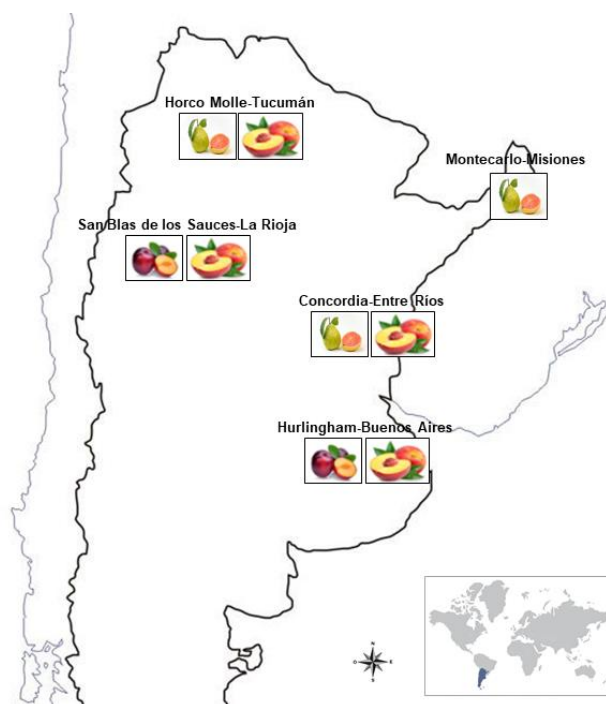 Horco Molle-Tucumán
Montecarlo-Misiones
San Blas de los Sauces-La Rioja
Concordia-Entre Ríos
Hurlingham-Buenos Aires
N
O E
S